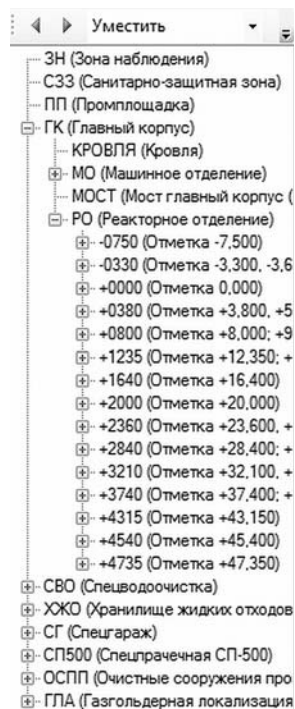 Уместить
ЗН (Зона наблюдения)
СЗЗ (Санитарно-защитная зона)
ПП (Промплощадка)
ГК (Главный корпус)
КРОВЛЯ (Кровля)
МО (Машинное отделение)
МОСТ (Мост главный корпус (
РО (Реакторное отделение)
-0750 (Отметка -7,500)
-0330 (Отметка -3,300, -3,6
+0000 (Отметка 0,000)
+0380 (Отметка +3,800, +5
+0800 (Отметка +8,000; +9
+1235 (Отметка +12,350; +
+1640 (Отметка +16,400)
+2000 (Отметка +20,000)
+2360 (Отметка +23,600, +
+2840 (Отметка +28,400; +
+3210 (Отметка +32,100, +
+3740 (Отметка +37,400; +
+4315 (Отметка +43,150)
+4540 (Отметка +45,400)
+4735 (Отметка +47,350)
СВО (Спецводоочистка)
ХЖО (Хранилище жидких отходов
СГ (Спецгараж)
СП500 (Спецпрачечная СП-500)
ОСПП (Очистные сооружения про
ГЛА (Газгольдерная локализация